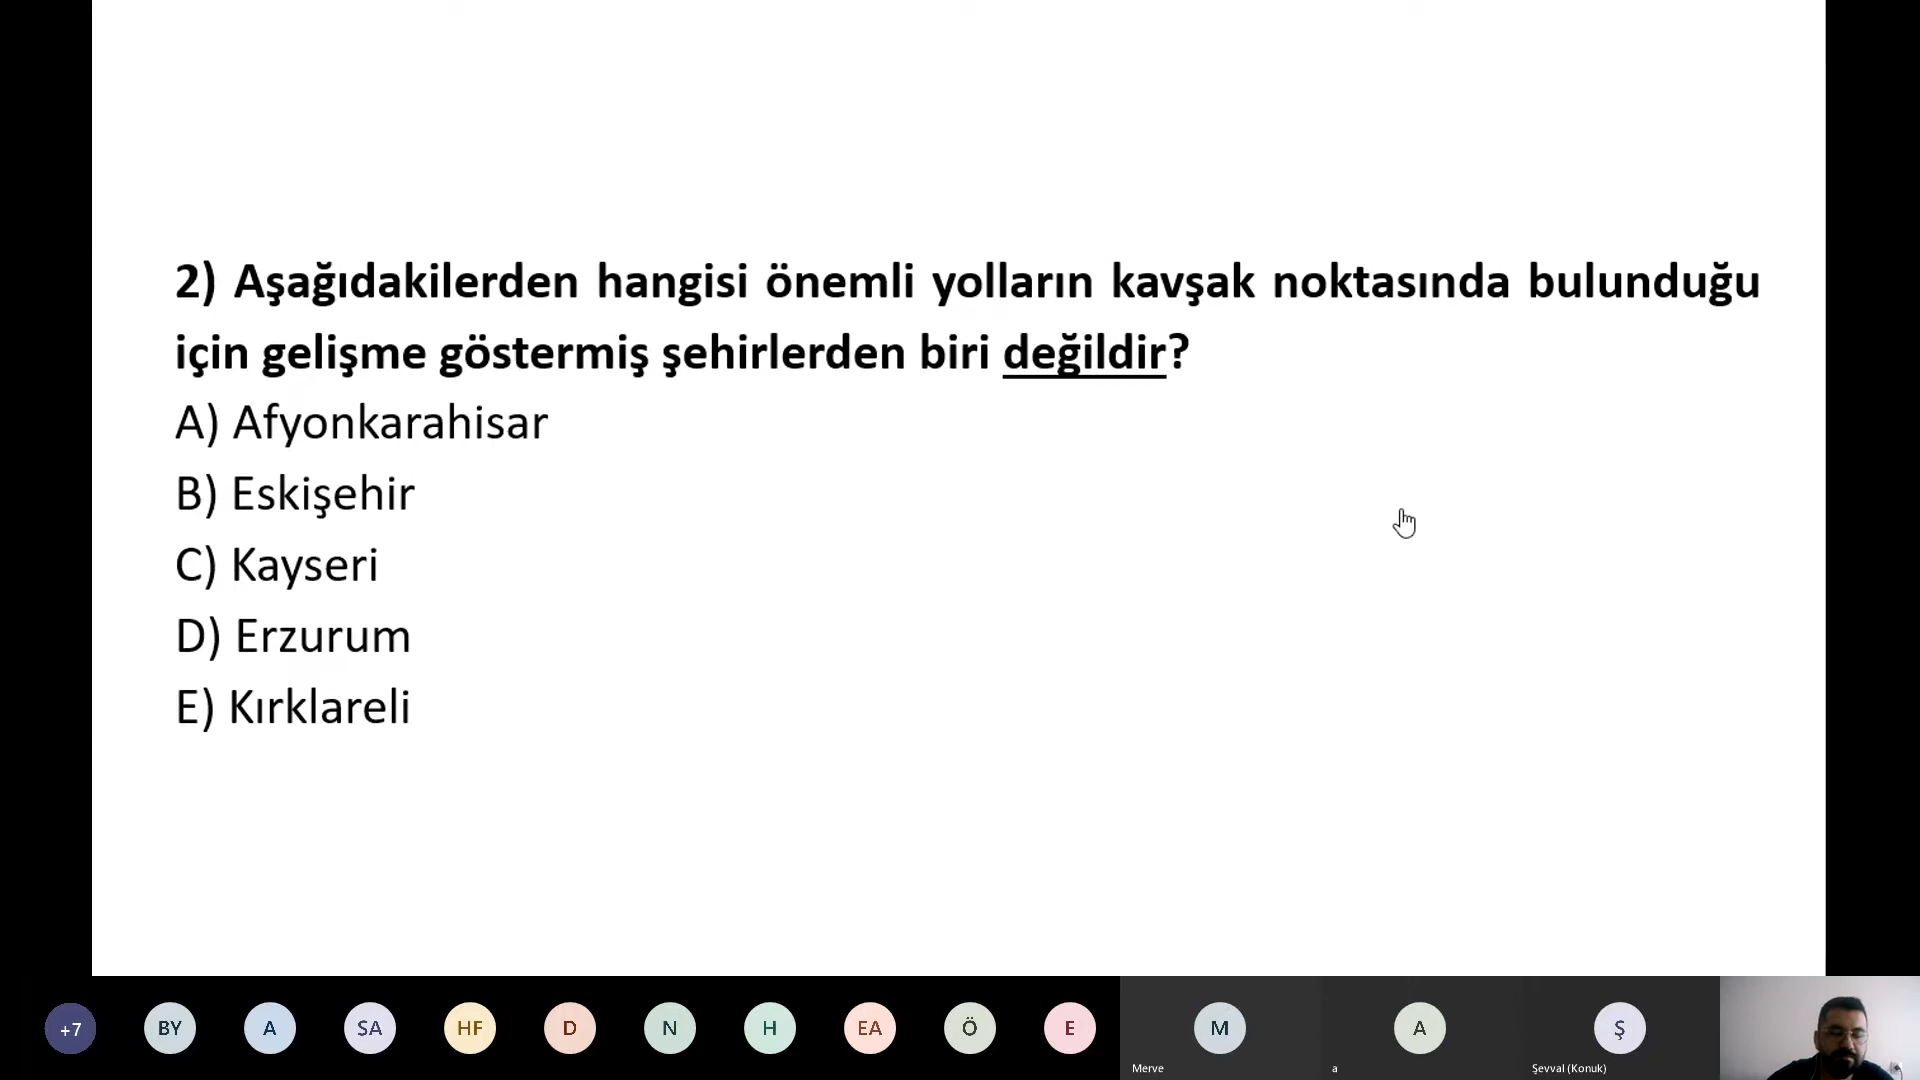 2) Aşağıdakilerden hangisi önemli yolların kavşak noktasında bulunduğu
için gelişme göstermiş şehirlerden biri değildir?
A) Afyonkarahisar
B) Eskişehir
C) Kayseri
D) Erzurum
E) Kırklareli
+7 BY A SA HF D N H EA Ö E M A Ş
Merve a Şevval (Konuk)